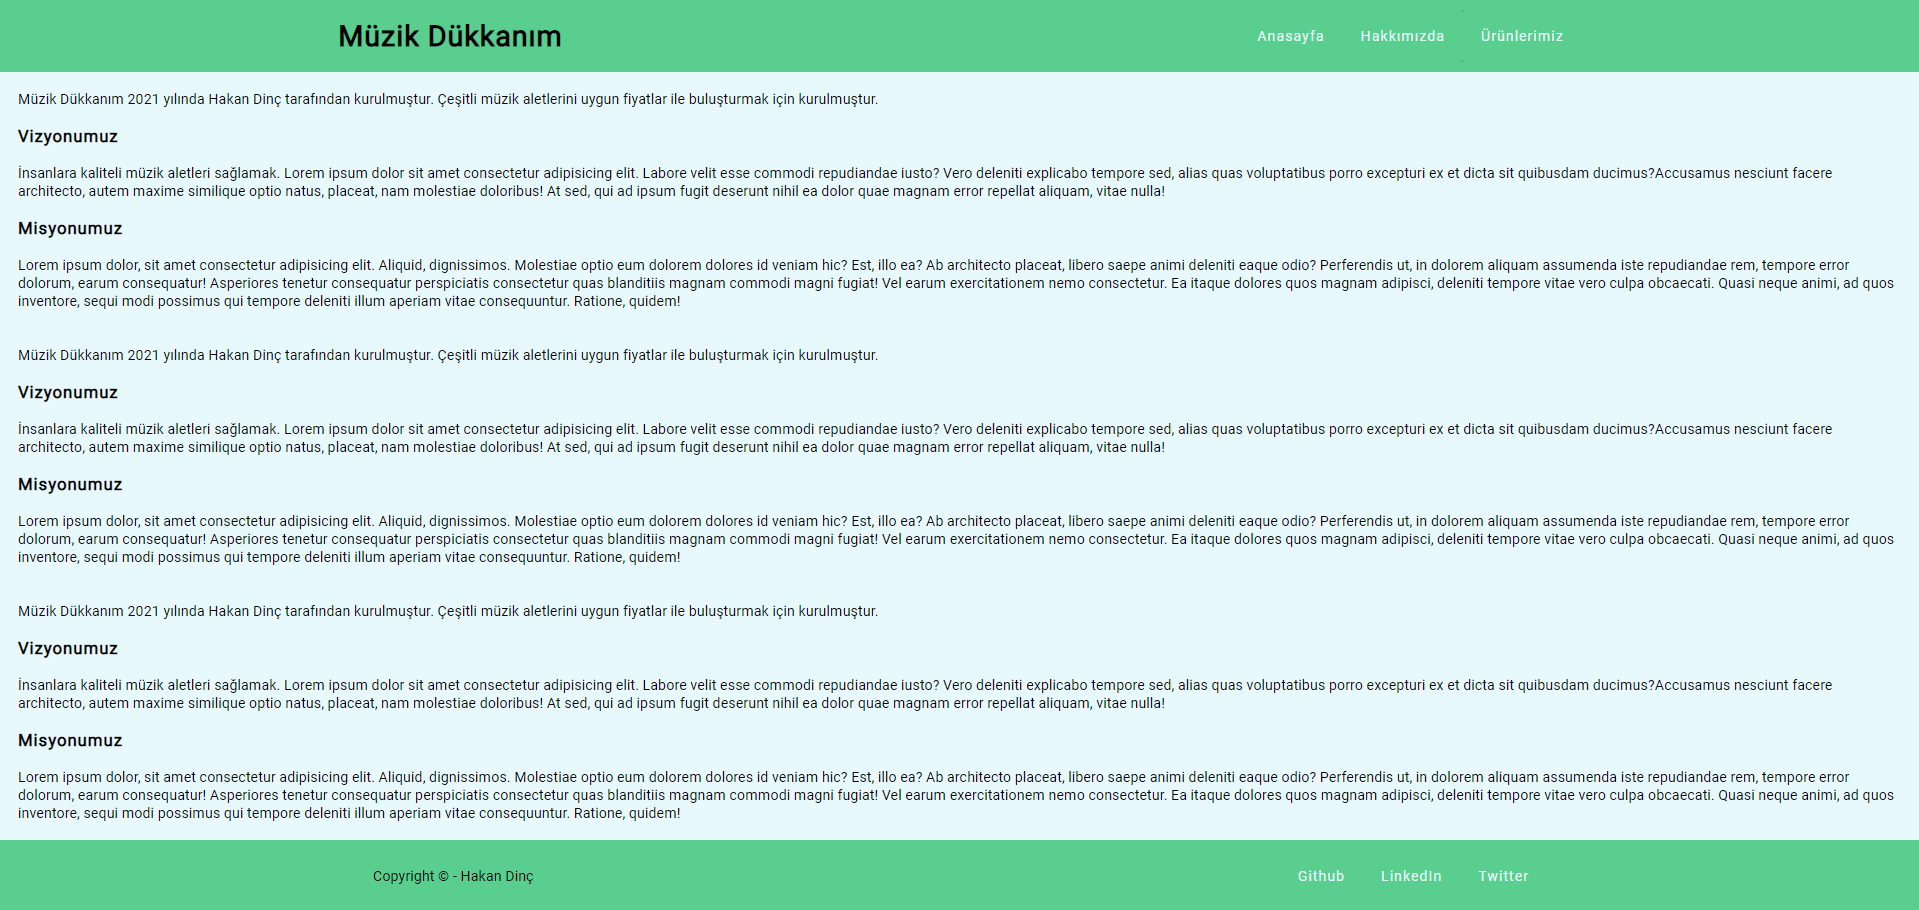 Müzik Dükkanım
Anasayfa Hakkımızda Ürünlerimiz
Müzik Dükkanım 2021 yılında Hakan Dinç tarafından kurulmuştur. Çeşitli müzik aletlerini uygun fiyatlar ile buluşturmak için kurulmuştur.
Vizyonumuz
İnsanlara kaliteli müzik aletleri sağlamak. Lorem ipsum dolor sit amet consectetur adipisicing elit. Labore velit esse commodi repudiandae iusto? Vero deleniti explicabo tempore sed, alias quas voluptatibus porro excepturi ex et dicta sit quibusdam ducimus?Accusamus nesciunt facere
architecto, autem maxime similique optio natus, placeat, nam molestiae doloribus! At sed, qui ad ipsum fugit deserunt nihil ea dolor quae magnam error repellat aliquam, vitae nulla!
Misyonumuz
Lorem ipsum dolor, sit amet consectetur adipisicing elit. Aliquid, dignissimos. Molestiae optio eum dolorem dolores id veniam hic? Est, illo ea? Ab architecto placeat, libero saepe animi deleniti eaque odio? Perferendis ut, in dolorem aliquam assumenda iste repudiandae rem, tempore error
dolorum, earum consequatur! Asperiores tenetur consequatur perspiciatis consectetur quas blanditiis magnam commodi magni fugiat! Vel earum exercitationem nemo consectetur. Ea itaque dolores quos magnam adipisci, deleniti tempore vitae vero culpa obcaecati. Quasi neque animi, ad quos
inventore, sequi modi possimus qui tempore deleniti illum aperiam vitae consequuntur. Ratione, quidem!
Müzik Dükkanım 2021 yılında Hakan Dinç tarafından kurulmuştur. Çeşitli müzik aletlerini uygun fiyatlar ile buluşturmak için kurulmuştur.
Vizyonumuz
İnsanlara kaliteli müzik aletleri sağlamak. Lorem ipsum dolor sit amet consectetur adipisicing elit. Labore velit esse commodi repudiandae iusto? Vero deleniti explicabo tempore sed, alias quas voluptatibus porro excepturi ex et dicta sit quibusdam ducimus?Accusamus nesciunt facere
architecto, autem maxime similique optio natus, placeat, nam molestiae doloribus! At sed, qui ad ipsum fugit deserunt nihil ea dolor quae magnam error repellat aliquam, vitae nulla!
Misyonumuz
Lorem ipsum dolor, sit amet consectetur adipisicing elit. Aliquid, dignissimos. Molestiae optio eum dolorem dolores id veniam hic? Est, illo ea? Ab architecto placeat, libero saepe animi deleniti eaque odio? Perferendis ut, in dolorem aliquam assumenda iste repudiandae rem, tempore error
dolorum, earum consequatur! Asperiores tenetur consequatur perspiciatis consectetur quas blanditiis magnam commodi magni fugiat! Vel earum exercitationem nemo consectetur. Ea itaque dolores quos magnam adipisci, deleniti tempore vitae vero culpa obcaecati. Quasi neque animi, ad quos
inventore, sequi modi possimus qui tempore deleniti illum aperiam vitae consequuntur. Ratione, quidem!
Müzik Dükkanım 2021 yılında Hakan Dinç tarafından kurulmuştur. Çeşitli müzik aletlerini uygun fiyatlar ile buluşturmak için kurulmuştur.
Vizyonumuz
İnsanlara kaliteli müzik aletleri sağlamak. Lorem ipsum dolor sit amet consectetur adipisicing elit. Labore velit esse commodi repudiandae iusto? Vero deleniti explicabo tempore sed, alias quas voluptatibus porro excepturi ex et dicta sit quibusdam ducimus?Accusamus nesciunt facere
architecto, autem maxime similique optio natus, placeat, nam molestiae doloribus! At sed, qui ad ipsum fugit deserunt nihil ea dolor quae magnam error repellat aliquam, vitae nulla!
Misyonumuz
Lorem ipsum dolor, sit amet consectetur adipisicing elit. Aliquid, dignissimos. Molestiae optio eum dolorem dolores id veniam hic? Est, illo ea? Ab architecto placeat, libero saepe animi deleniti eaque odio? Perferendis ut, in dolorem aliquam assumenda iste repudiandae rem, tempore error
dolorum, earum consequatur! Asperiores tenetur consequatur perspiciatis consectetur quas blanditiis magnam commodi magni fugiat! Vel earum exercitationem nemo consectetur. Ea itaque dolores quos magnam adipisci, deleniti tempore vitae vero culpa obcaecati. Quasi neque animi, ad quos
inventore, sequi modi possimus qui tempore deleniti illum aperiam vitae consequuntur. Ratione, quidem!
Copyright © - Hakan Dinç
Github LinkedIn Twitter